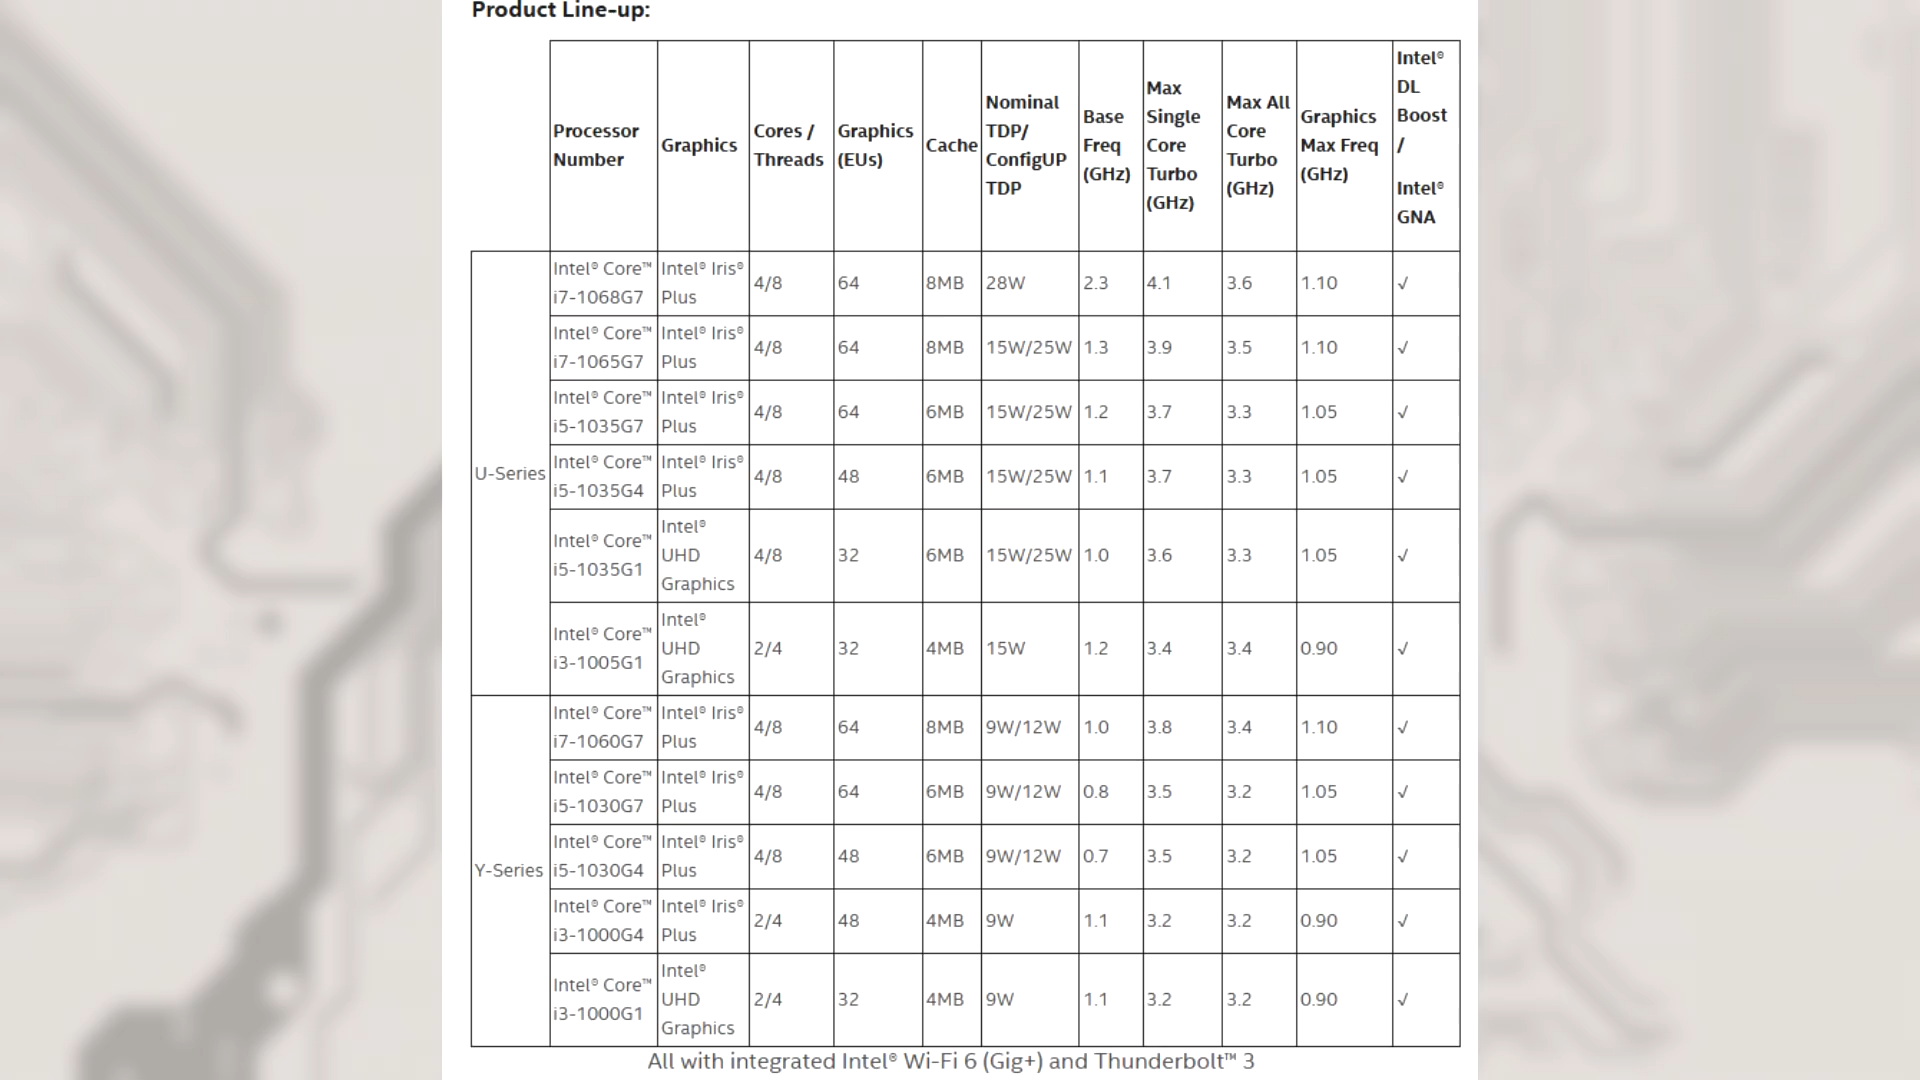 Product Line-up:
Processor Number	Graphics	Cores / Threads	Graphics (EUs)	Cache	Nominal TDP/ ConfigUP TDP	Base Freq (GHz)	Max Single Core Turbo (GHz)	Max All Core Turbo (GHz)	Graphics Max Freq (GHz)	Intel® DL Boost / Intel® GNA
U-Series
Intel® Core™ i7-1068G7	Intel® Iris® Plus	4/8	64	8MB	28W	2.3	4.1	3.6	1.10	√
Intel® Core™ i7-1065G7	Intel® Iris® Plus	4/8	64	8MB	15W/25W	1.3	3.9	3.5	1.10	√
Intel® Core™ i5-1035G7	Intel® Iris® Plus	4/8	64	6MB	15W/25W	1.2	3.7	3.3	1.05	√
Intel® Core™ i5-1035G4	Intel® Iris® Plus	4/8	48	6MB	15W/25W	1.1	3.7	3.3	1.05	√
Intel® Core™ i5-1035G1	Intel® UHD Graphics	4/8	32	6MB	15W/25W	1.0	3.6	3.3	1.05	√
Intel® Core™ i3-1005G1	Intel® UHD Graphics	2/4	32	4MB	15W	1.2	3.4	3.4	0.90	√
Y-Series
Intel® Core™ i7-1060G7	Intel® Iris® Plus	4/8	64	8MB	9W/12W	1.0	3.8	3.4	1.10	√
Intel® Core™ i5-1030G7	Intel® Iris® Plus	4/8	64	6MB	9W/12W	0.8	3.5	3.2	1.05	√
Intel® Core™ i5-1030G4	Intel® Iris® Plus	4/8	48	6MB	9W/12W	0.7	3.5	3.2	1.05	√
Intel® Core™ i3-1000G4	Intel® Iris® Plus	2/4	48	4MB	9W	1.1	3.2	3.2	0.90	√
Intel® Core™ i3-1000G1	Intel® UHD Graphics	2/4	32	4MB	9W	1.1	3.2	3.2	0.90	√
All with integrated Intel® Wi-Fi 6 (Gig+) and Thunderbolt™ 3